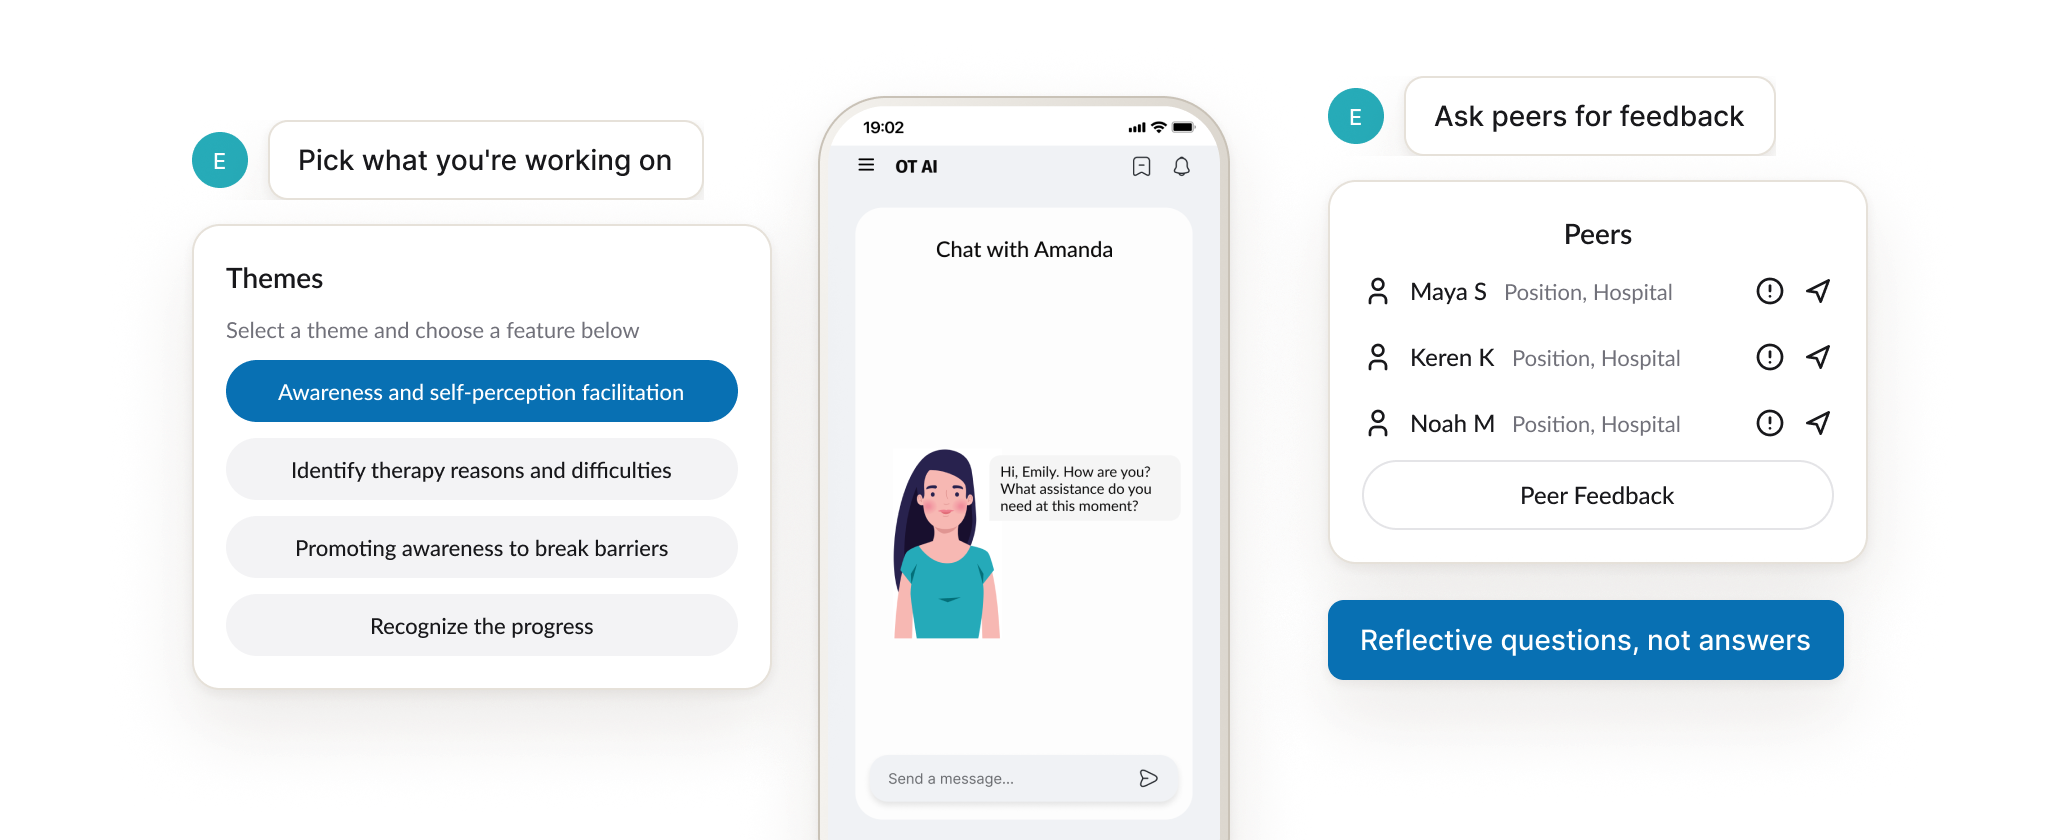 E
Pick what you're working on
Themes
Select a theme and choose a feature below
Awareness and self-perception facilitation
Identify therapy reasons and difficulties
Promoting awareness to break barriers
Recognize the progress
19:02
OT AI
Chat with Amanda
Hi, Emily. How are you?
What assistance do you
need at this moment?
Send a message...
E
Ask peers for feedback
Peers
Maya S Position, Hospital
Keren K Position, Hospital
Noah M Position, Hospital
Peer Feedback
Reflective questions, not answers